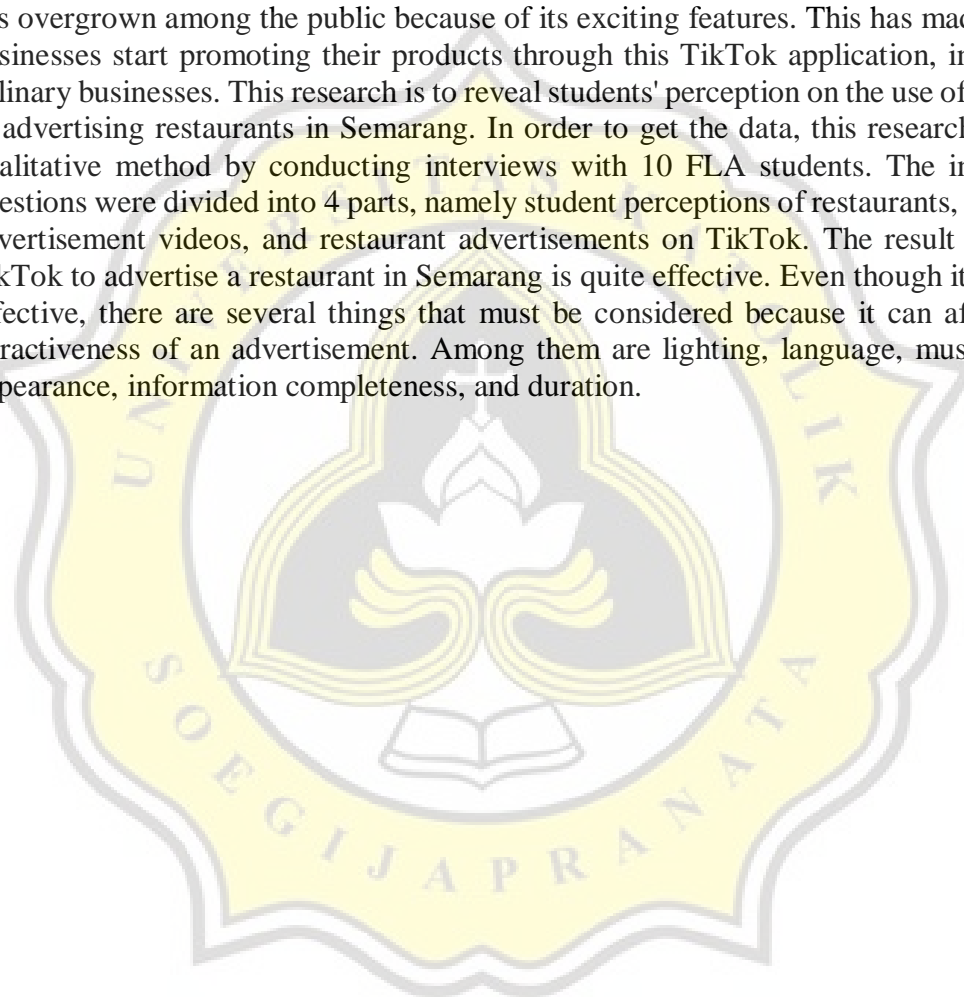 s overgrown among the public because of its exciting features. This has mad
sinesses start promoting their products through this TikTok application, in
linary businesses. This research is to reveal students' perception on the use of
advertising restaurants in Semarang. In order to get the data, this research
alitative method by conducting interviews with 10 FLA students. The in
estions were divided into 4 parts, namely student perceptions of restaurants,
vertisement videos, and restaurant advertisements on TikTok. The result
kTok to advertise a restaurant in Semarang is quite effective. Even though it
fective, there are several things that must be considered because it can af
ractiveness of an advertisement. Among them are lighting, language, mus
pearance, information completeness, and duration.
UNIVERSITAS KATOLIK
SOEGIJAPRANATA